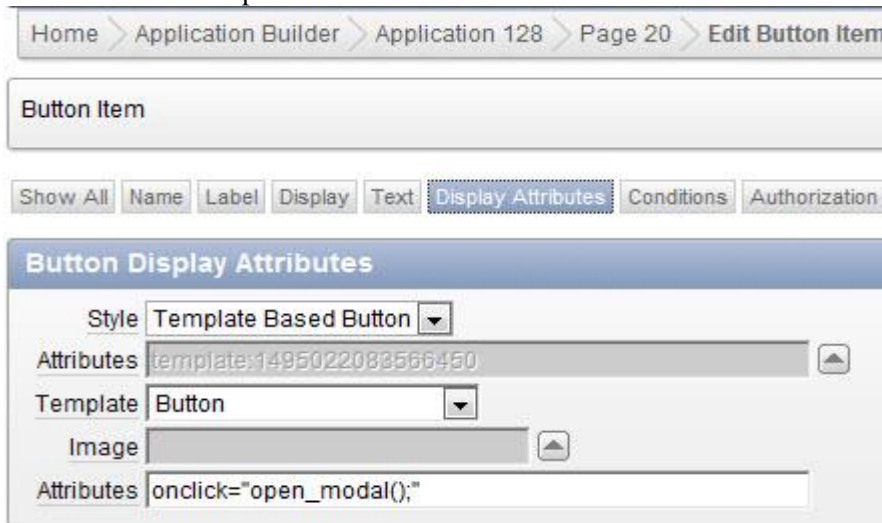 Home Application Builder Application 128 Page 20 Edit Button Item
Button Item
Show All Name Label Display Text Display Attributes Conditions Authorization
Button Display Attributes
Style Template Based Button
Attributes template:1495022083566450
Template Button
Image
Attributes onclick="open_modal();"